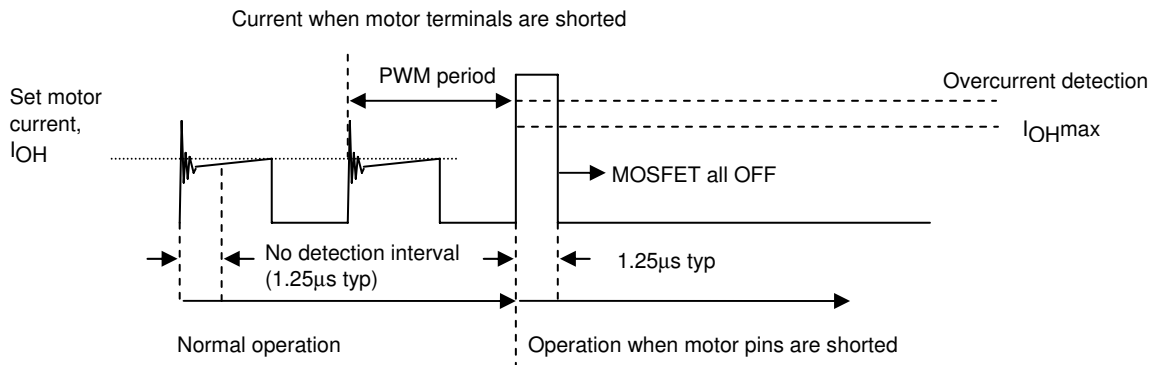 Current when motor terminals are shorted
PWM period
Overcurrent detection
Set motor
current,
IOH
IOHmax
MOSFET all OFF
No detection interval
(1.25μs typ)
1.25μs typ
Normal operation
Operation when motor pins are shorted